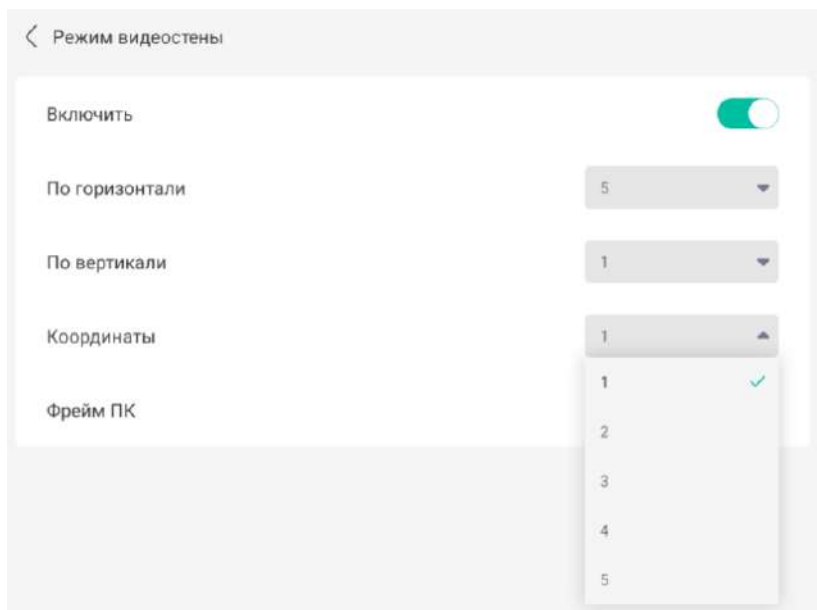 Режим видеостены
Включить
По горизонтали 5
По вертикали 1
Координаты 1
1
Фрейм ПК
2
3
4
5